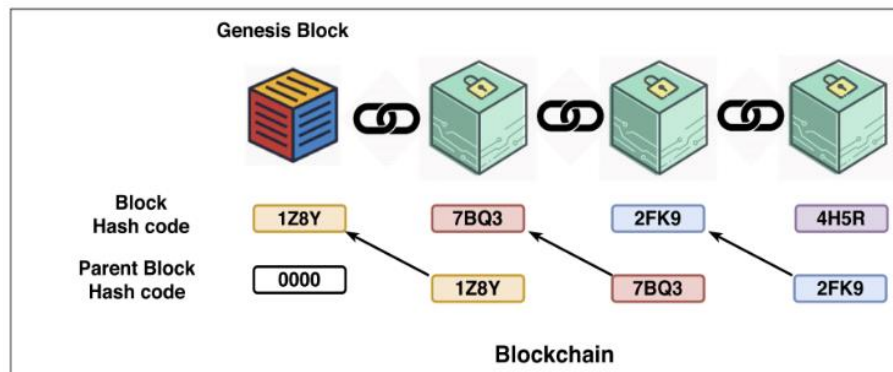 Genesis Block
Block
Hash code
1Z8Y
7BQ3
2FK9
4H5R
Parent Block
Hash code
0000
1Z8Y
7BQ3
2FK9
Blockchain